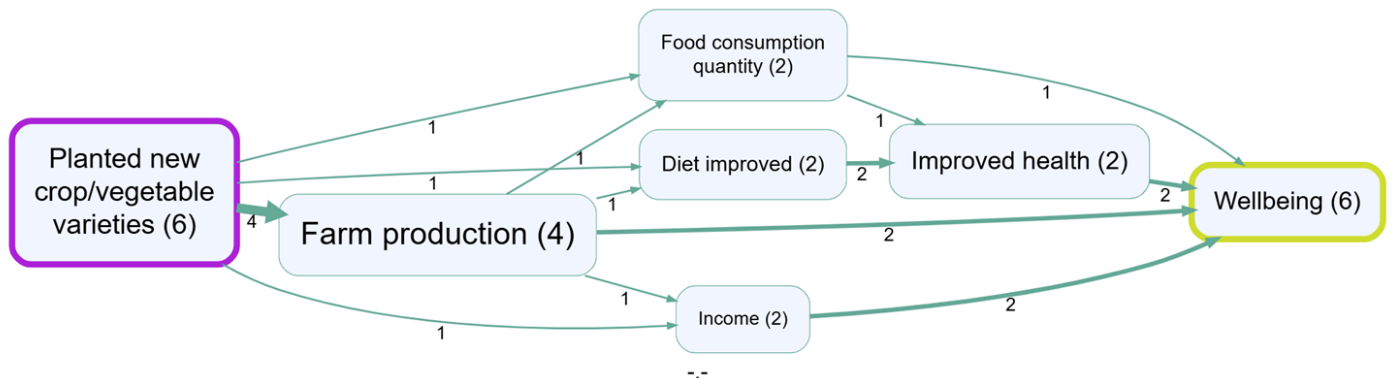 Food consumption
quantity (2)
1
1
1
Planted new
crop/vegetable
varieties (6)
1
1
Diet improved (2)
2
Improved health (2)
2
Wellbeing (6)
4
Farm production (4)
1
2
1
Income (2)
2
1
-.-